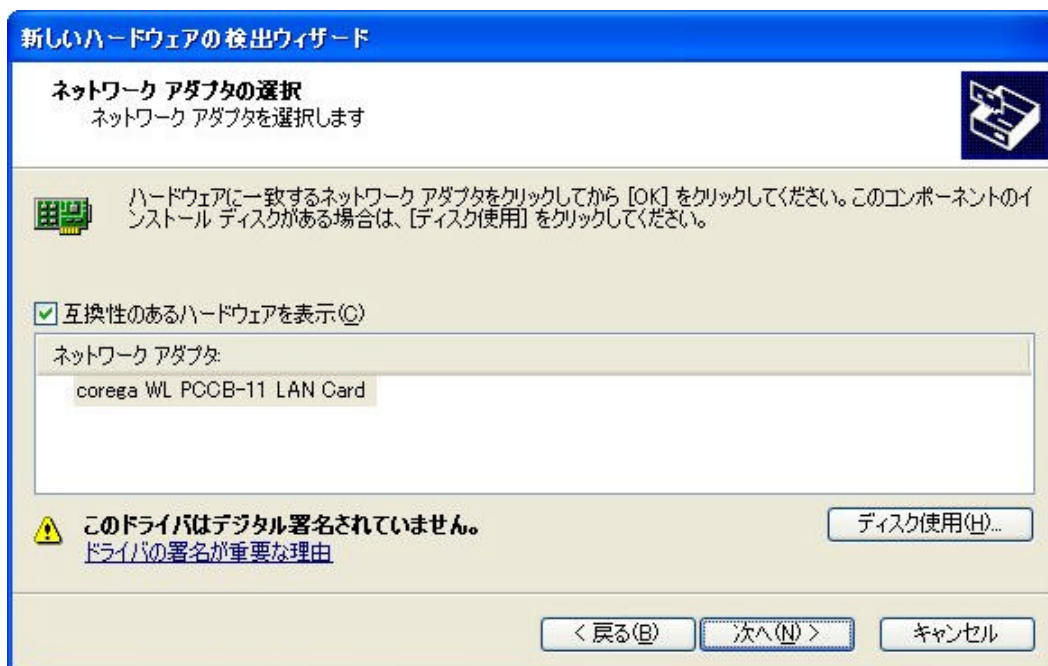 新しいハードウェアの検出ウィザード
ネットワーク アダプタの選択
ネットワーク アダプタを選択します
ハードウェアに一致するネットワーク アダプタをクリックしてから [OK] をクリックしてください。このコンポーネントのイ
ンストール ディスクがある場合は、[ディスク使用] をクリックしてください。
互換性のあるハードウェアを表示(C)
ネットワーク アダプタ:
corega WL PCCB-11 LAN Card
このドライバはデジタル署名されていません。
ディスク使用(H)...
ドライバの署名が重要な理由
< 戻る(B)
次へ(N) >
キャンセル